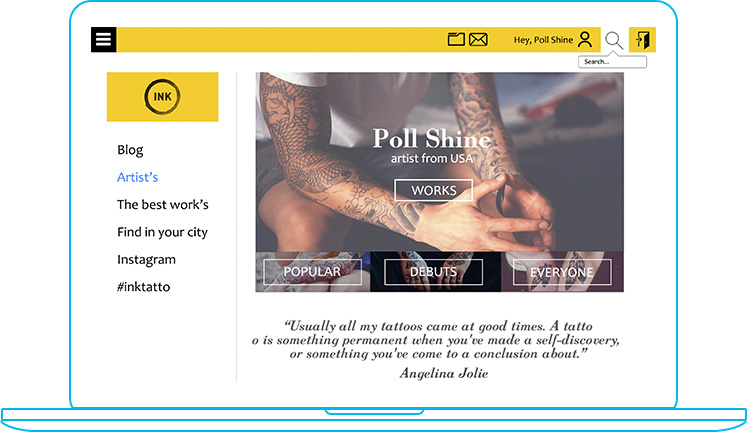 Hey, Poll Shine
Search...
INK
Blog
Artist's
The best work's
Find in your city
Instagram
#inktatto
Poll Shine
artist from USA
WORKS
POPULAR
DEBUTS
EVERYONE
“Usually all my tattoos came at good times. A tatto
o is something permanent when you've made a self-discovery,
or something you've come to a conclusion about.”
Angelina Jolie